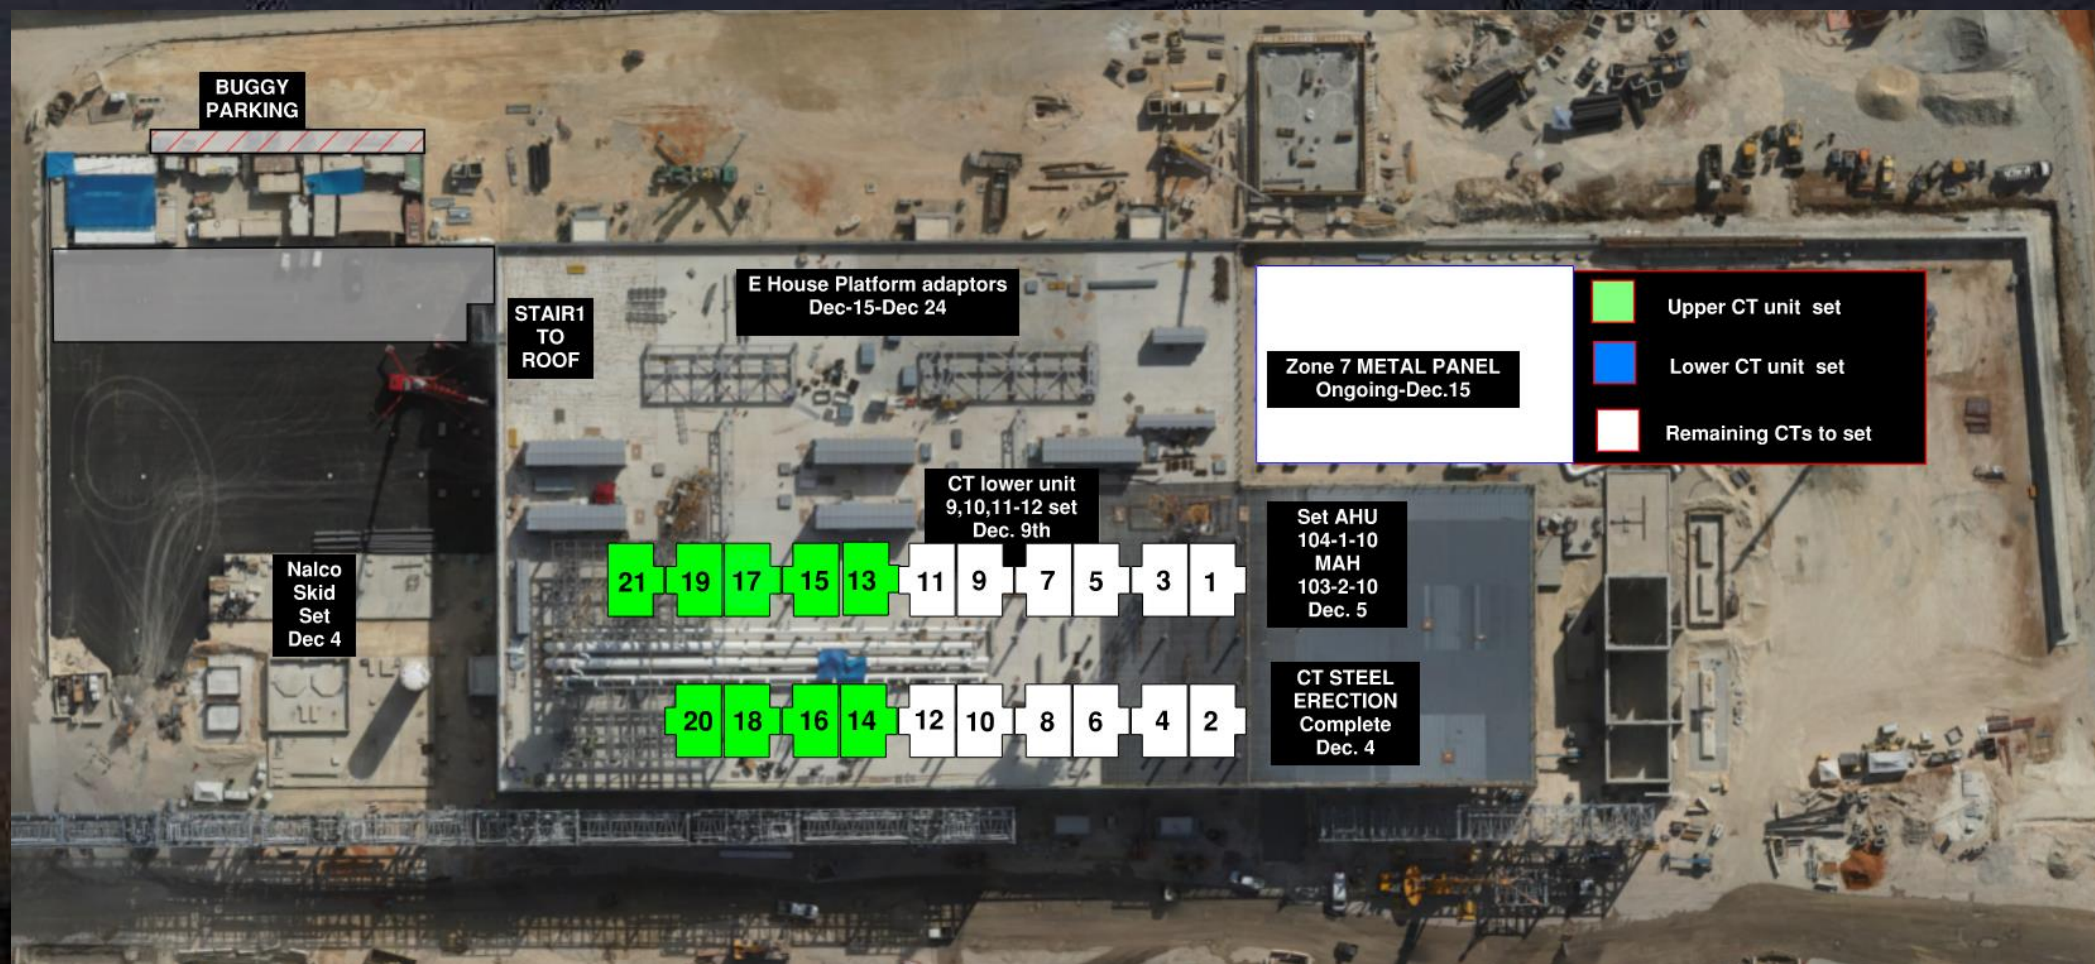 BUGGY
PARKING
STAIR1
TO
ROOF
E House Platform adaptors
Dec-15-Dec 24
Zone 7 METAL PANEL
Ongoing-Dec.15
Upper CT unit set
Lower CT unit set
Remaining CTs to set
CT lower unit
9,10,11-12 set
Dec. 9th
Set AHU
104-1-10
MAH
103-2-10
Dec. 5
Nalco
Skid
Set
Dec 4
21 19 17 15 13 11 9 7 5 3 1
20 18 16 14 12 10 8 6 4 2
CT STEEL
ERECTION
Complete
Dec. 4